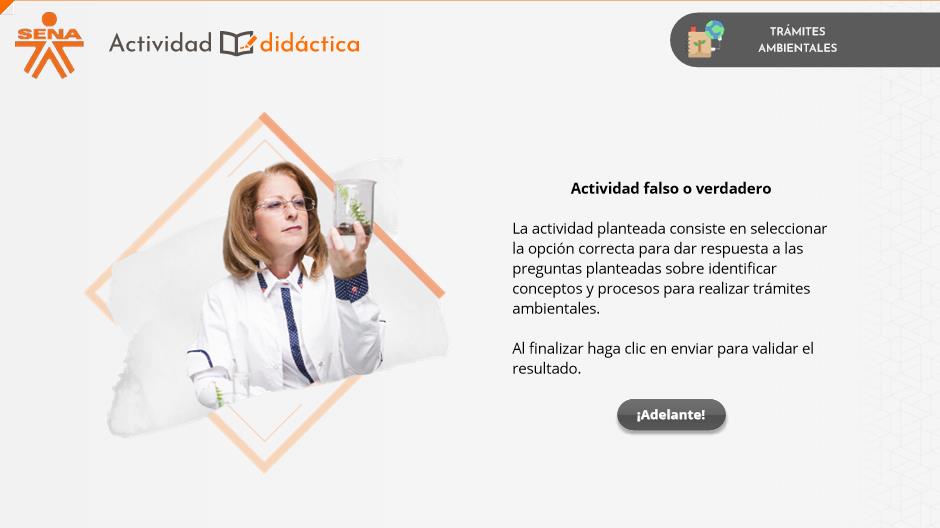 SENA
Actividad didáctica
TRÁMITES
AMBIENTALES
Actividad falso o verdadero
La actividad planteada consiste en seleccionar
la opción correcta para dar respuesta a las
preguntas planteadas sobre identificar
conceptos y procesos para realizar trámites
ambientales.
Al finalizar haga clic en enviar para validar el
resultado.
¡Adelante!